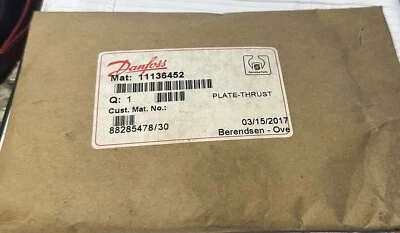 Danfoss
Mat: 11136452
Q: 1
PLATE-THRUST
Cust. Mat. No.:
88285478/30
03/15/2017
Berendsen - Ove